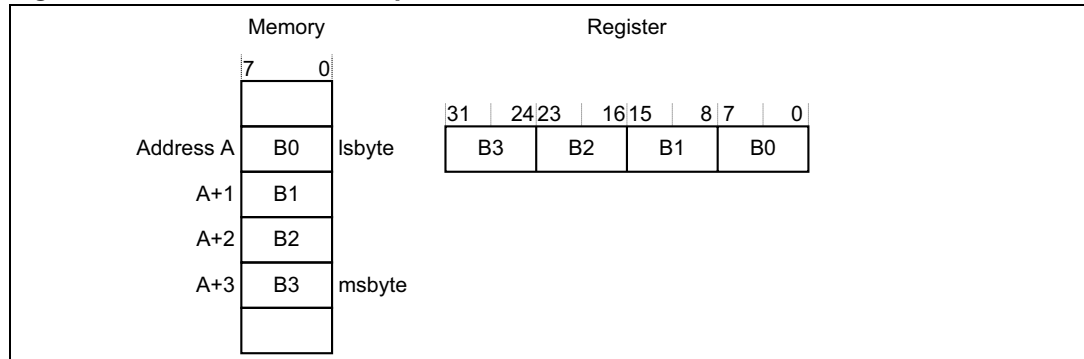 Memory Register
7 0
31 24 23 16 15 8 7 0
Address A B0 lsbyte B3 B2 B1 B0
A+1 B1
A+2 B2
A+3 B3 msbyte